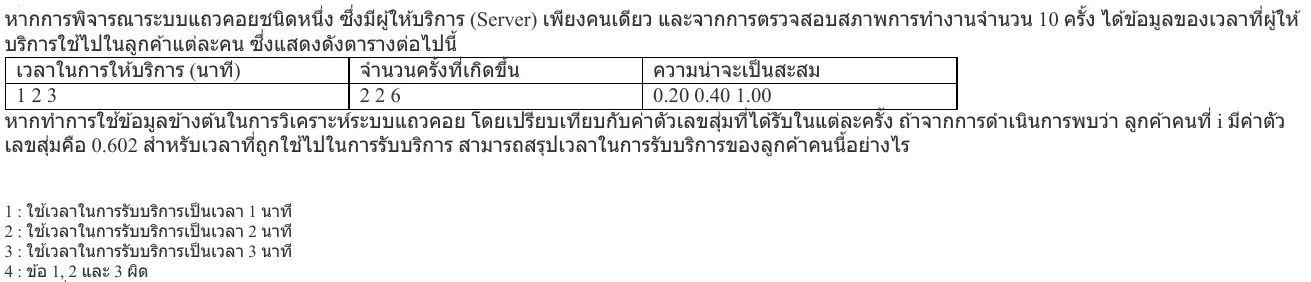 หากการพิจารณาระบบแถวคอยชนิดหนึ่ง ซึ่งมีผู้ให้บริการ (Server) เพียงคนเดียว และจากการตรวจสอบสภาพการทำงานจำนวน 10 ครั้ง ได้ข้อมูลของเวลาที่ผู้ให้
บริการใช้ไปในลูกค้าแต่ละคน ซึ่งแสดงดังตารางต่อไปนี้
เวลาในการให้บริการ (นาที) จำนวนครั้งที่เกิดขึ้น ความน่าจะเป็นสะสม
1 2 3 2 2 6 0.20 0.40 1.00
หากทำการใช้ข้อมูลข้างต้นในการวิเคราะห์ระบบแถวคอย โดยเปรียบเทียบกับค่าตัวเลขสุ่มที่ได้รับในแต่ละครั้ง ถ้าจากการดำเนินการพบว่า ลูกค้าคนที่ i มีค่าตัว
เลขสุ่มคือ 0.602 สำหรับเวลาที่ถูกใช้ไปในการรับบริการ สามารถสรุปเวลาในการรับบริการของลูกค้าคนนี้อย่างไร
1 : ใช้เวลาในการรับบริการเป็นเวลา 1 นาที
2 : ใช้เวลาในการรับบริการเป็นเวลา 2 นาที
3 : ใช้เวลาในการรับบริการเป็นเวลา 3 นาที
4 : ข้อ 1, 2 และ 3 ผิด